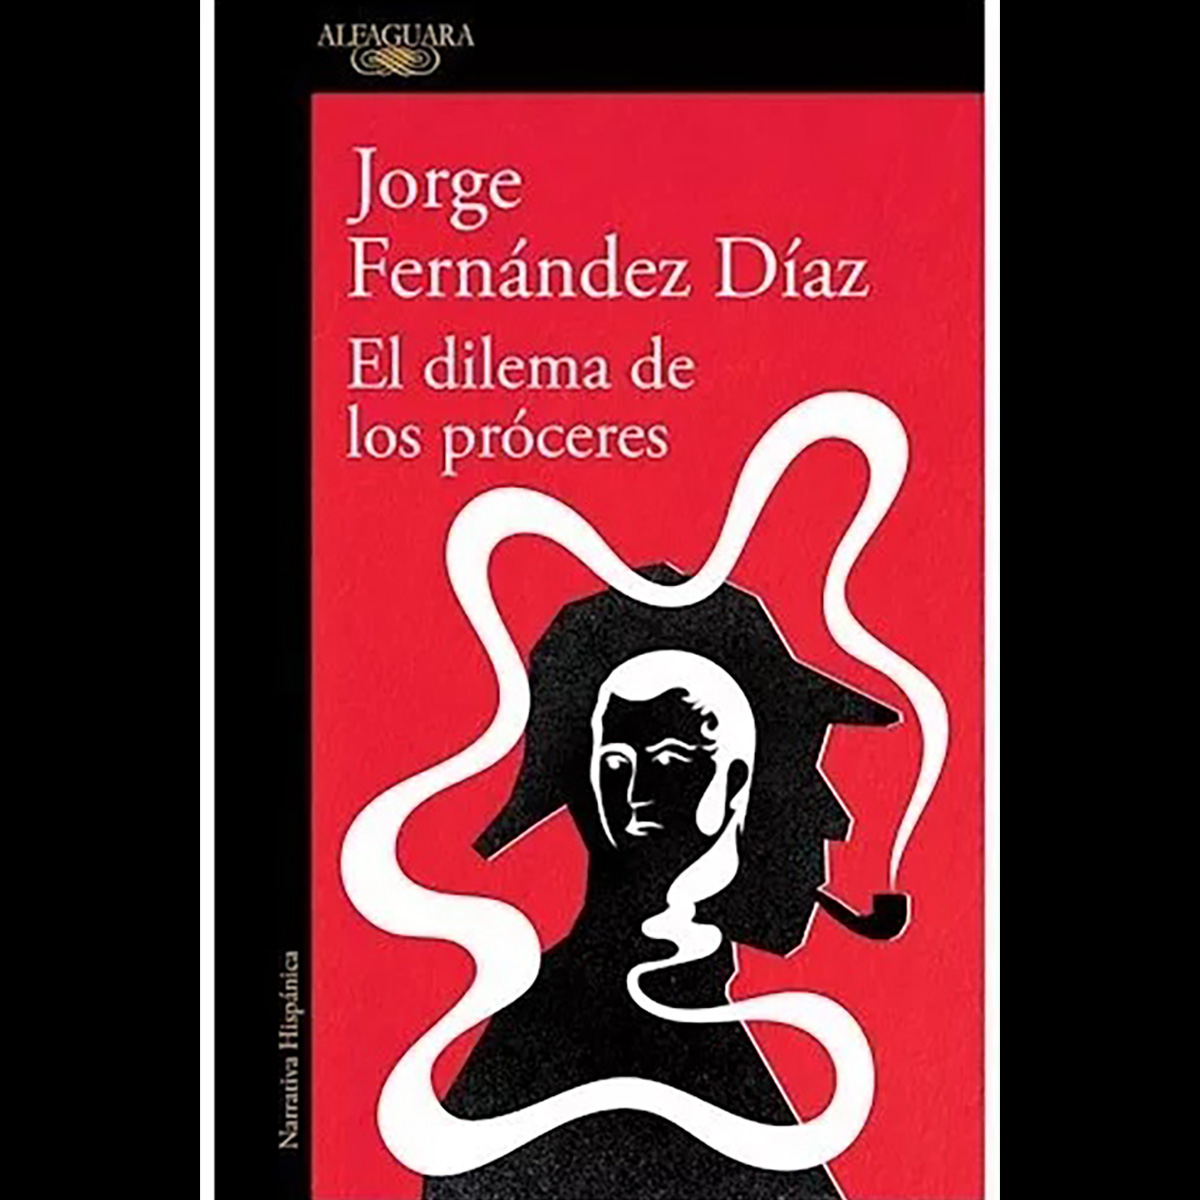 ALFAGUARA
Jorge
Fernández Díaz
El dilema de
los próceres
Narrativa Hispánica